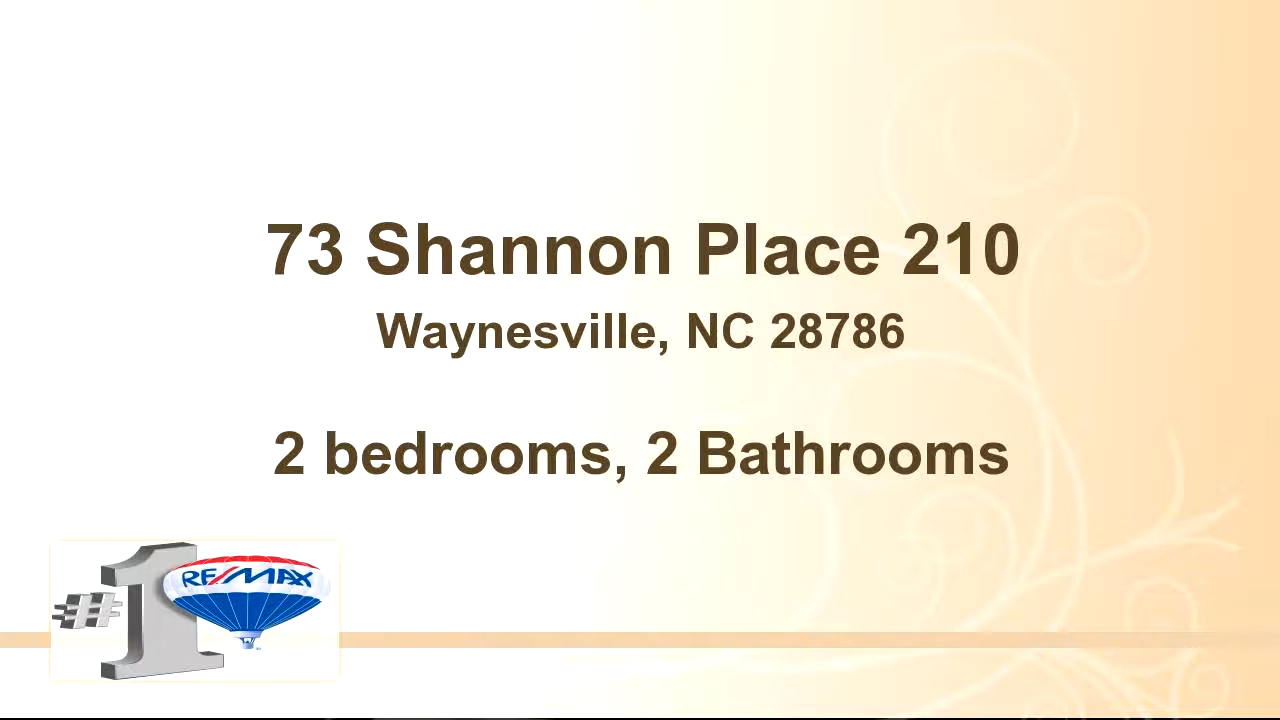 73 Shannon Place 210
Waynesville, NC 28786
2 bedrooms, 2 Bathrooms
#1 RE/MAX